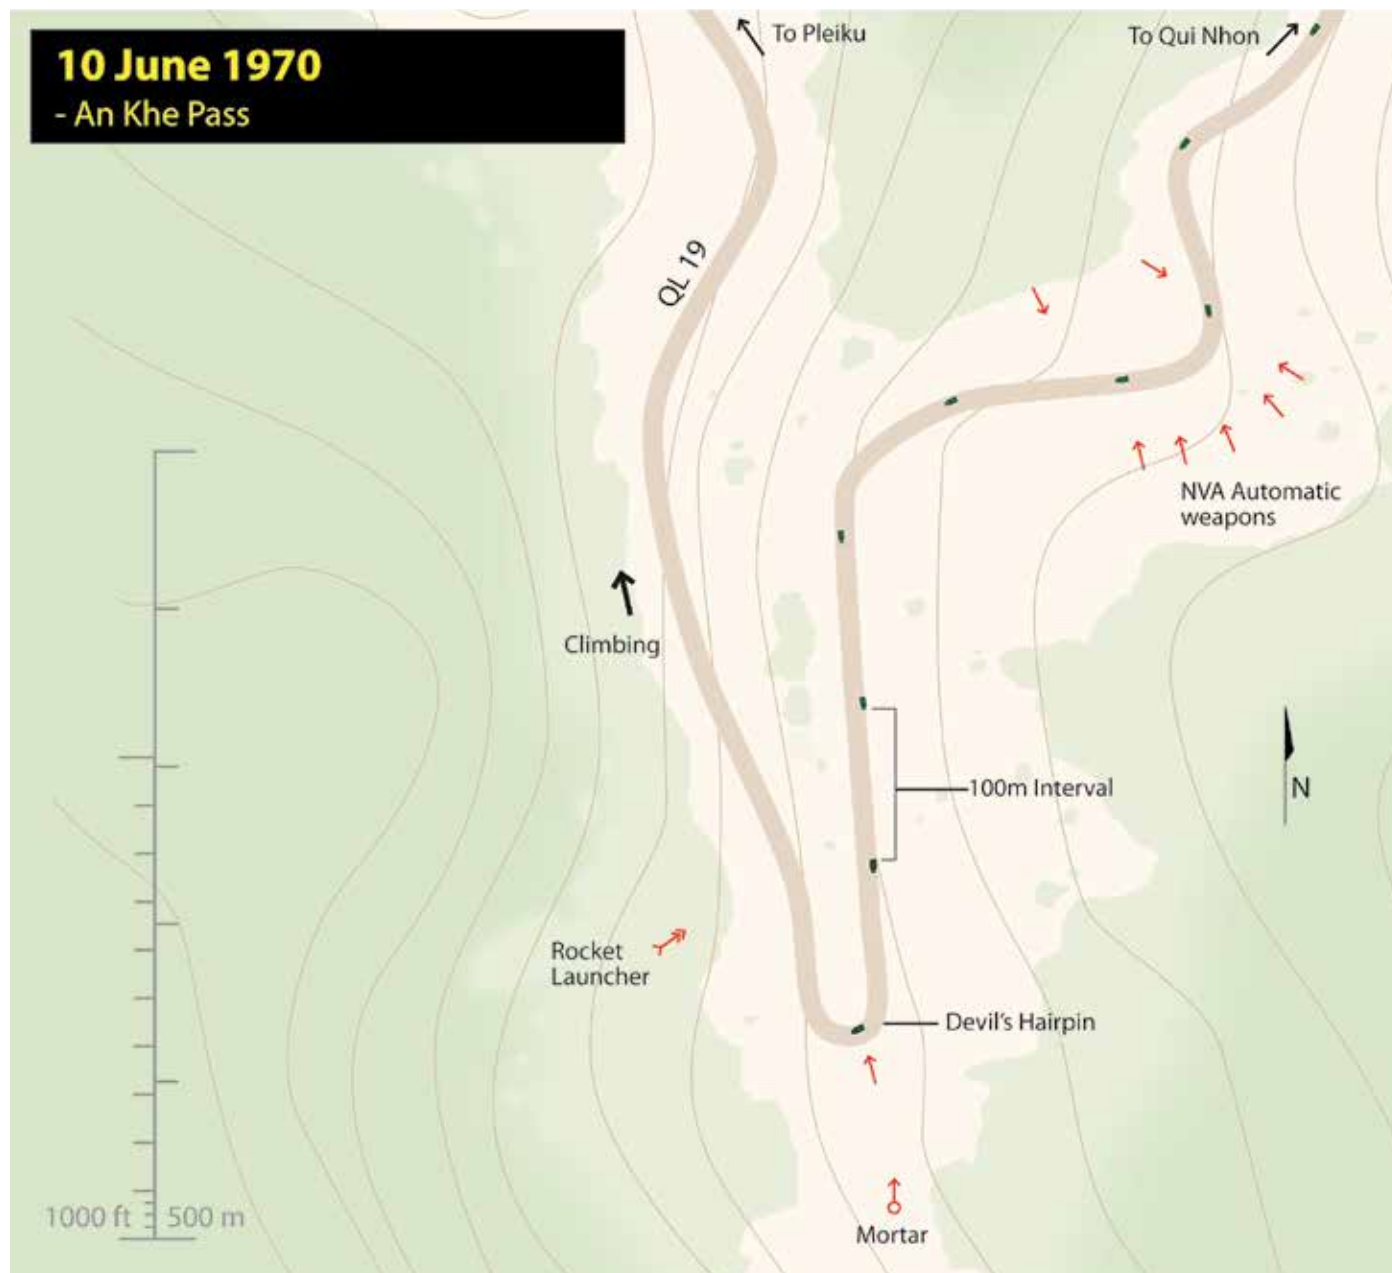 10 June 1970
- An Khe Pass
To Pleiku
To Qui Nhon
QL 19
NVA Automatic
weapons
Climbing
100m Interval
N
Rocket
Launcher
Devil's Hairpin
1000 ft
500 m
Mortar